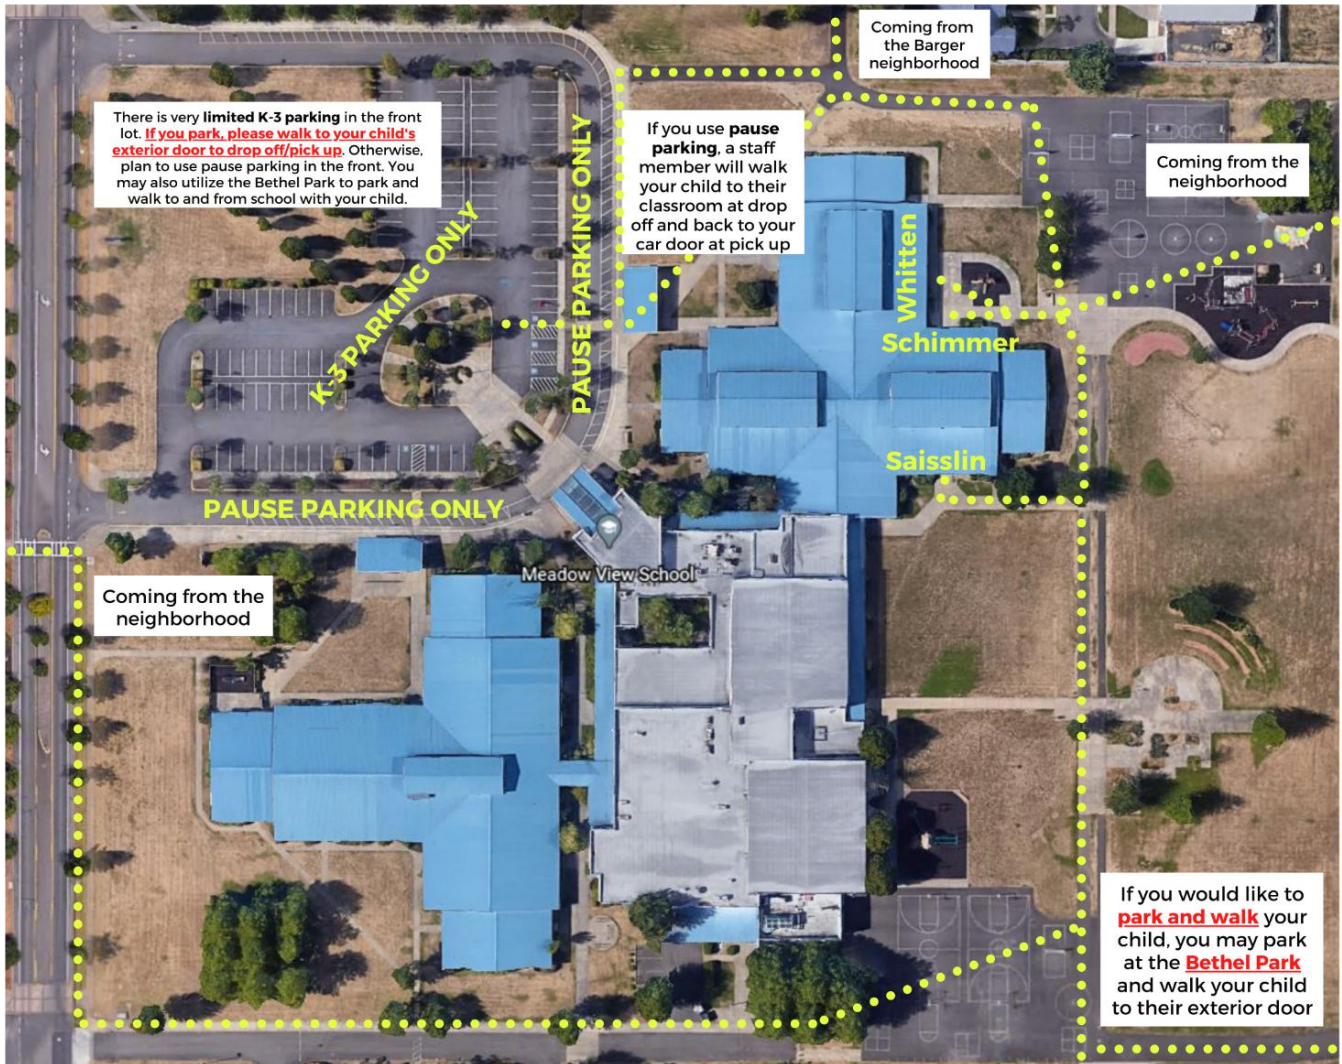 Coming from
the Barger
neighborhood
There is very limited K-3 parking in the front
lot. If you park, please walk to your child's
exterior door to drop off/pick up. Otherwise,
plan to use pause parking in the front. You
may also utilize the Bethel Park to park and
walk to and from school with your child.
If you use pause
parking, a staff
member will walk
your child to their
classroom at drop
off and back to your
car door at pick up
Coming from the
neighborhood
K-3 PARKING ONLY
PAUSE PARKING ONLY
Whitten
Schimmer
Saisslin
PAUSE PARKING ONLY
Meadow View School
Coming from the
neighborhood
If you would like to
park and walk your
child, you may park
at the Bethel Park
and walk your child
to their exterior door